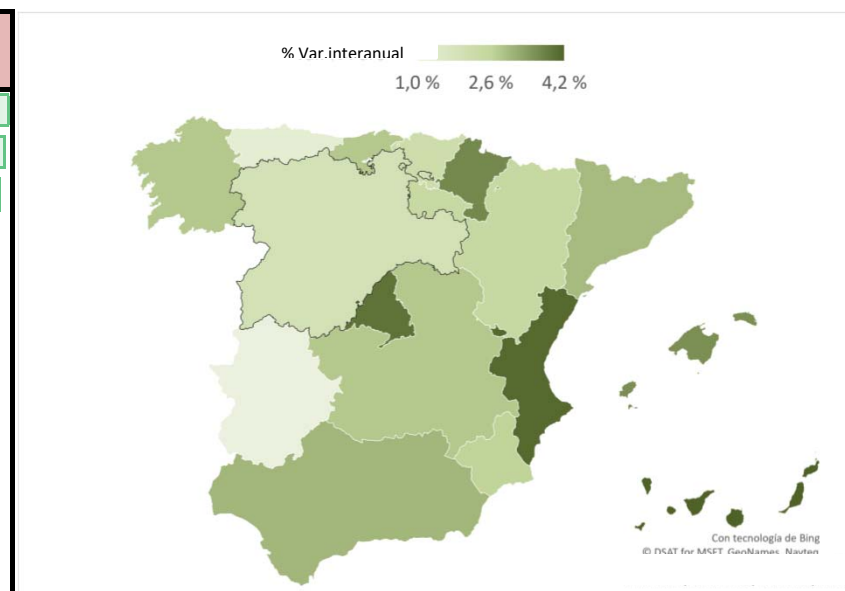 % Var.interanual
1,0 % 2,6 % 4,2 %
Con tecnología de Bing
© DSAT for MSFT, GeoNames, Navteq